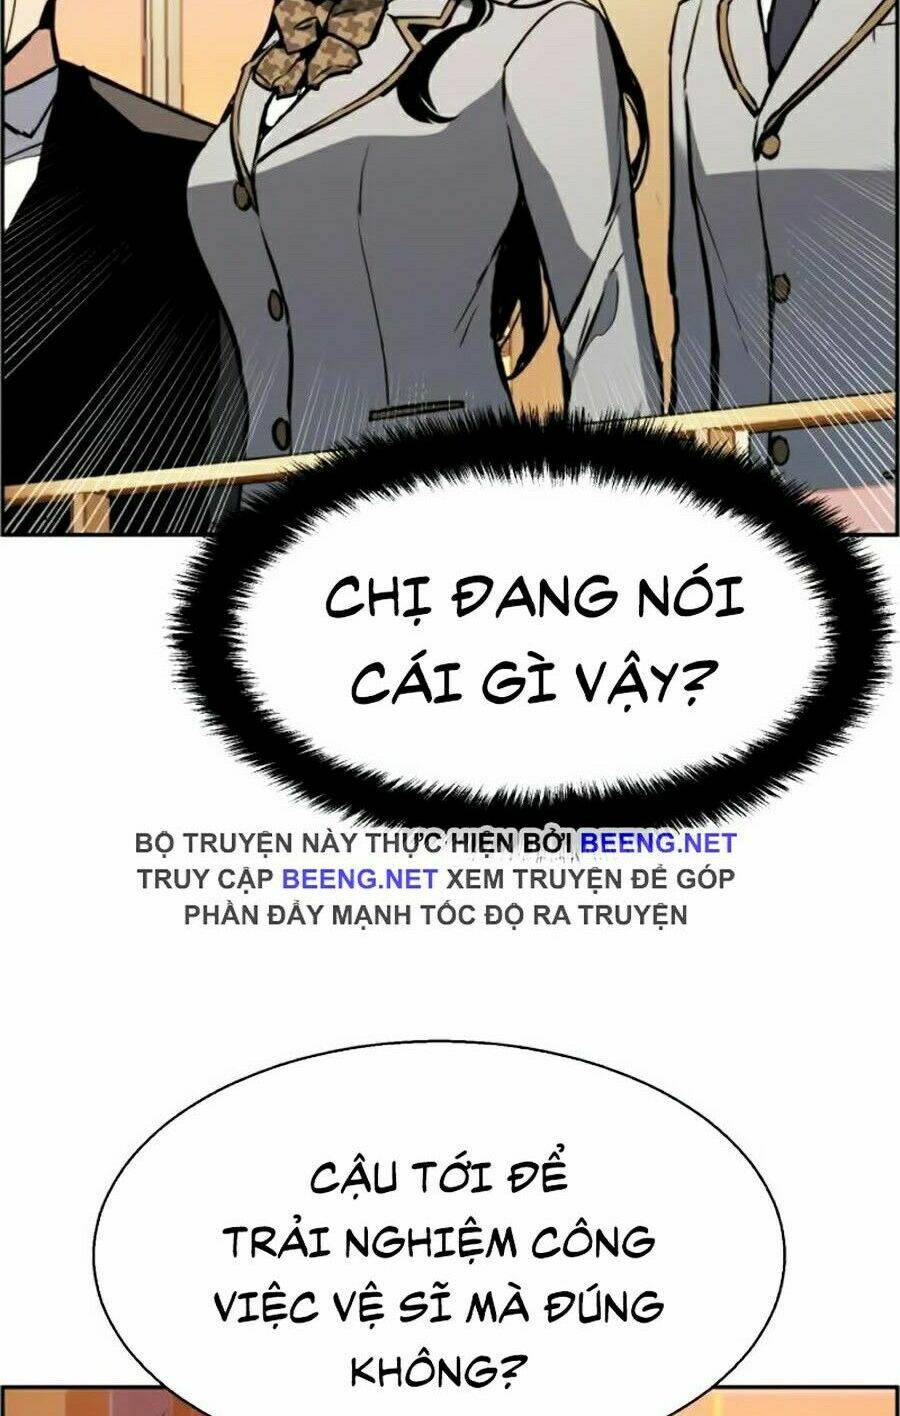 CHỊ ĐANG NÓI
CÁI GÌ VẬY?
BỘ TRUYỆN NÀY THỰC HIỆN BỞI BEENG.NET
TRUY CẬP BEENG.NET XEM TRUYỆN ĐỂ GÓP
PHẦN ĐẨY MẠNH TỐC ĐỘ RA TRUYỆN
CẬU TỚI ĐỂ
TRẢI NGHIỆM CÔNG
VIỆC VỆ SĨ MÀ ĐÚNG
KHÔNG?